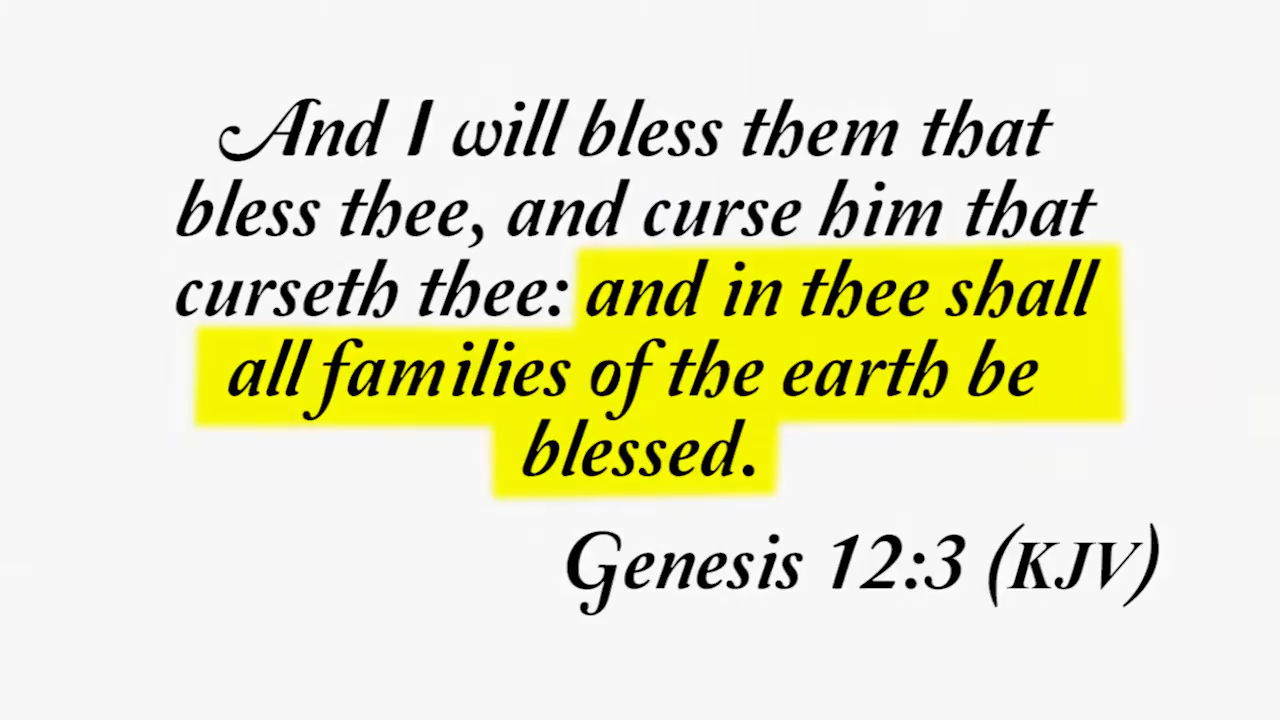 And I will bless them that
bless thee, and curse him that
curseth thee: and in thee shall
all families of the earth be
blessed.
Genesis 12:3 (KJV)